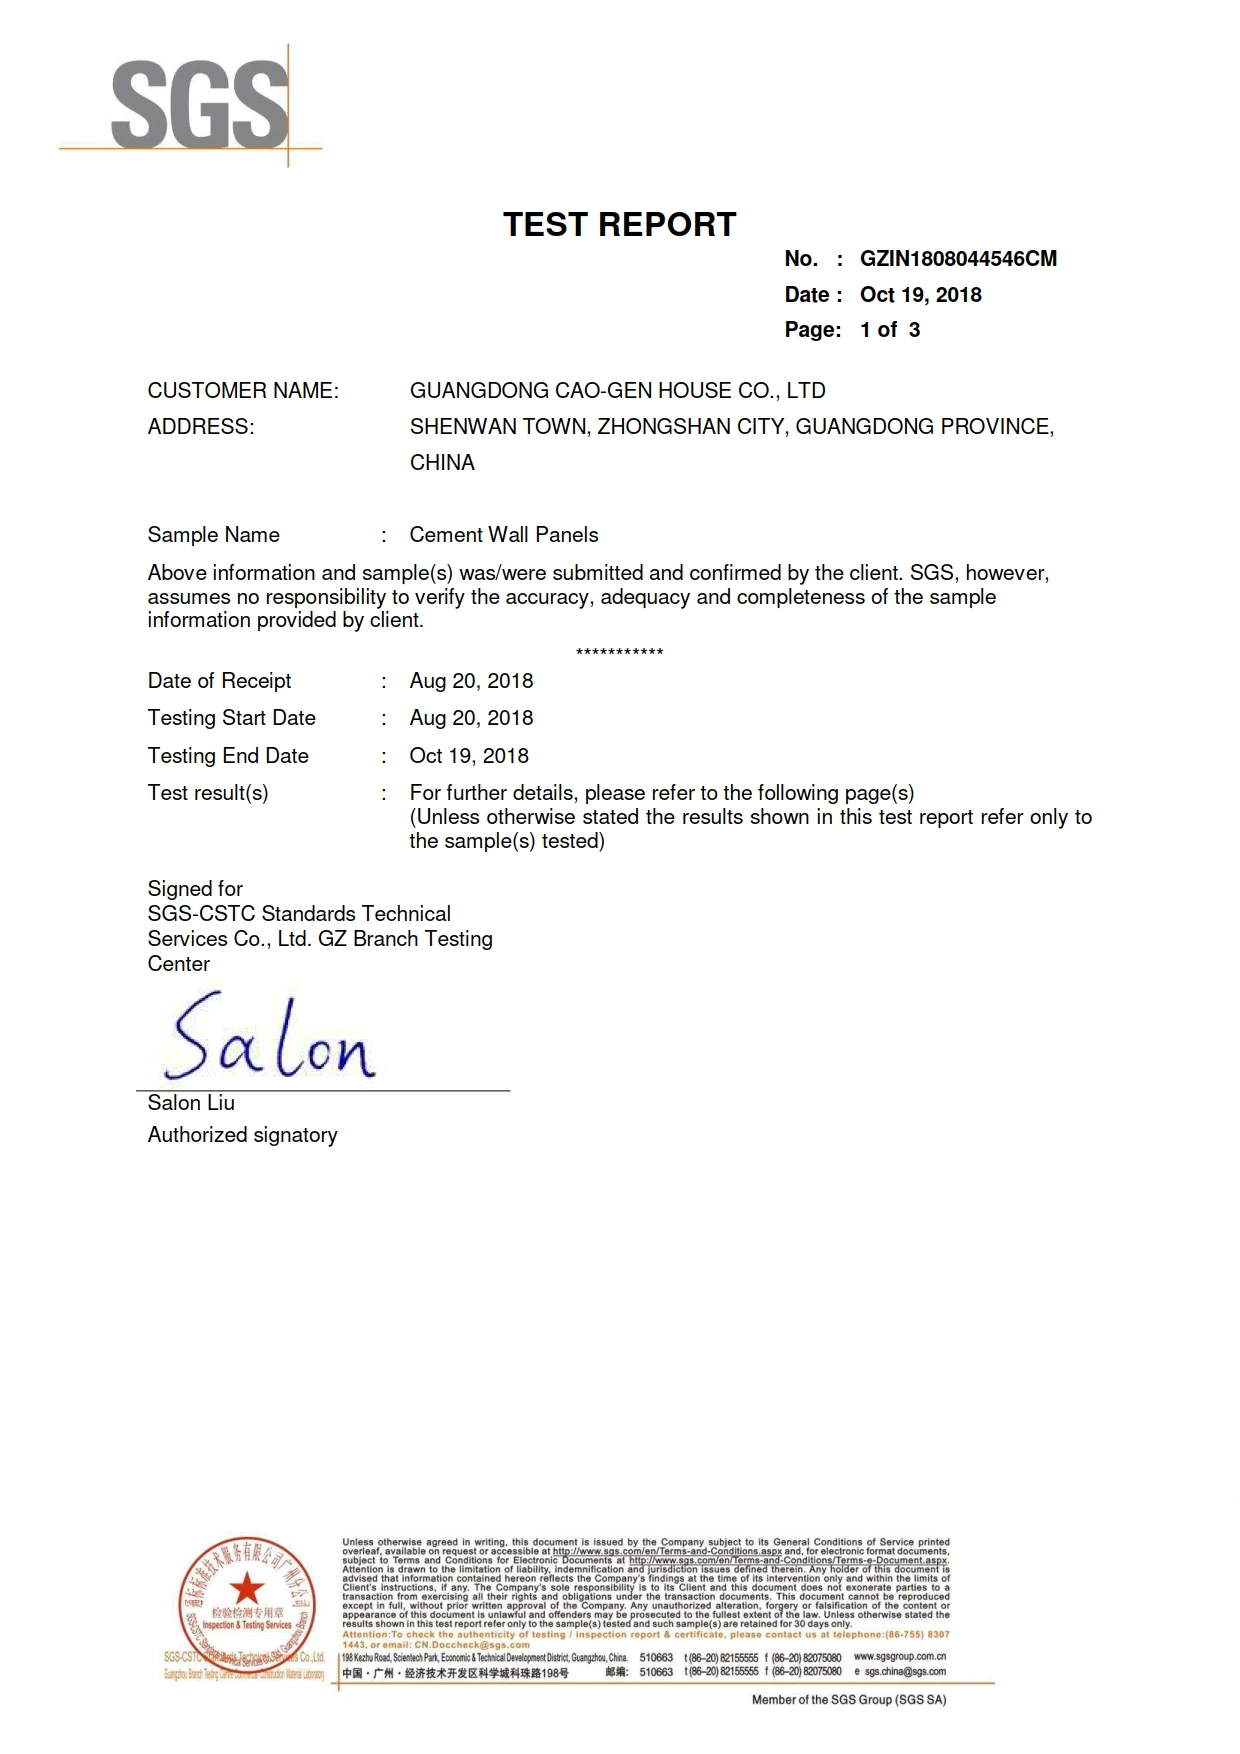 SGS
TEST REPORT
No. : GZIN1808044546CM
Date : Oct 19, 2018
Page: 1 of 3
CUSTOMER NAME: GUANGDONG CAO-GEN HOUSE CO., LTD
ADDRESS: SHENWAN TOWN, ZHONGSHAN CITY, GUANGDONG PROVINCE,
CHINA
Sample Name : Cement Wall Panels
Above information and sample(s) was/were submitted and confirmed by the client. SGS, however,
assumes no responsibility to verify the accuracy, adequacy and completeness of the sample
information provided by client.
***********
Date of Receipt : Aug 20, 2018
Testing Start Date : Aug 20, 2018
Testing End Date : Oct 19, 2018
Test result(s) : For further details, please refer to the following page(s)
(Unless otherwise stated the results shown in this test report refer only to
the sample(s) tested)
Signed for
SGS-CSTC Standards Technical
Services Co., Ltd. GZ Branch Testing
Center
Salon
Salon Liu
Authorized signatory
检验检测专用章
Inspection & Testing Services
Unless otherwise agreed in writing, this document is issued by the Company subject to its General Conditions of Service printed
overleaf, available on request or accessible at http://www.sgs.com/en/Terms-and-Conditions.aspx and, for electronic format documents,
subject to Terms and Conditions for Electronic Documents at http://www.sgs.com/en/Terms-and-Conditions/Terms-e-Document.aspx.
Attention is drawn to the limitation of liability, indemnification and jurisdiction issues defined therein. Any holder of this document is
advised that information contained hereon reflects the Company's findings at the time of its intervention only and within the limits of
Client's instructions, if any. The Company's sole responsibility is to its Client and this document does not exonerate parties to a
transaction from exercising all their rights and obligations under the transaction documents. This document cannot be reproduced
except in full, without prior written approval of the Company. Any unauthorized alteration, forgery or falsification of the content or
appearance of this document is unlawful and offenders may be prosecuted to the fullest extent of the law. Unless otherwise stated the
results shown in this test report refer only to the sample(s) tested and such sample(s) are retained for 30 days only.
Attention:To check the authenticity of testing / inspection report & certificate, please contact us at telephone:(86-755) 8307
1443, or email: CN.Doccheck@sgs.com
198 Kezhu Road, Scientech Park, Economic & Technical Development District, Guangzhou, China. 510663 t (86–20) 82155555 f (86–20) 82075080 www.sgsgroup.com.cn
中国·广州·经济技术开发区科学城科珠路198号 邮编: 510663 t (86–20) 82155555 f (86–20) 82075080 e sgs.china@sgs.com
Member of the SGS Group (SGS SA)